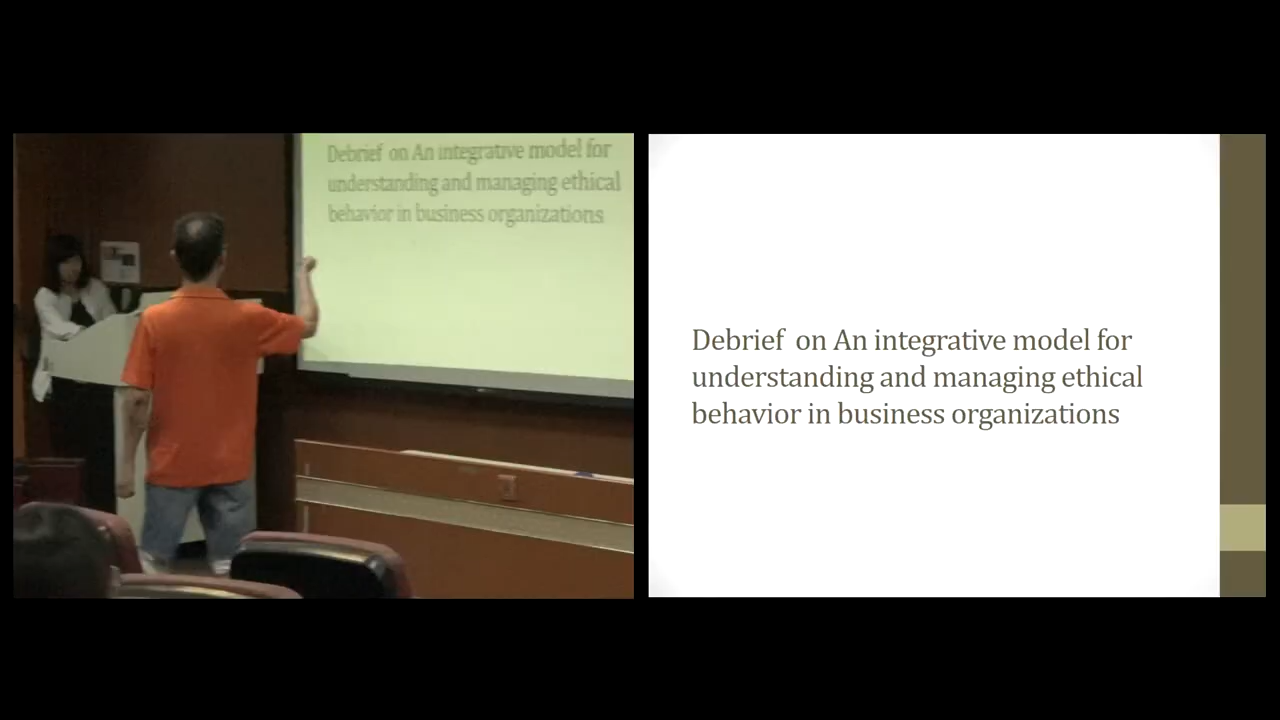 Debrief on An integrative model for
understanding and managing ethical
behavior in business organizations
Debrief on An integrative model for
understanding and managing ethical
behavior in business organizations